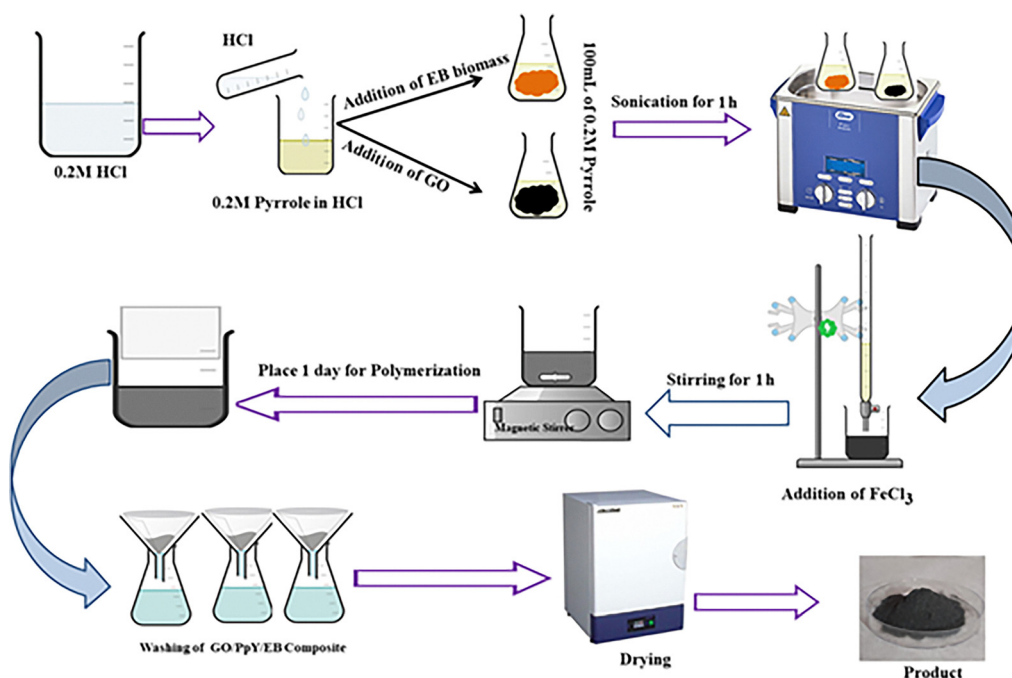 HCl
0.2M HCl
0.2M Pyrrole in HCl
Addition of EB biomass
Addition of GO
100mL of 0.2M Pyrrole
Sonication for 1h
Addition of FeCl₃
Stirring for 1h
Magnetic Stirrer
Place 1 day for Polymerization
Washing of GO/PpY/EB Composite
Drying
Product